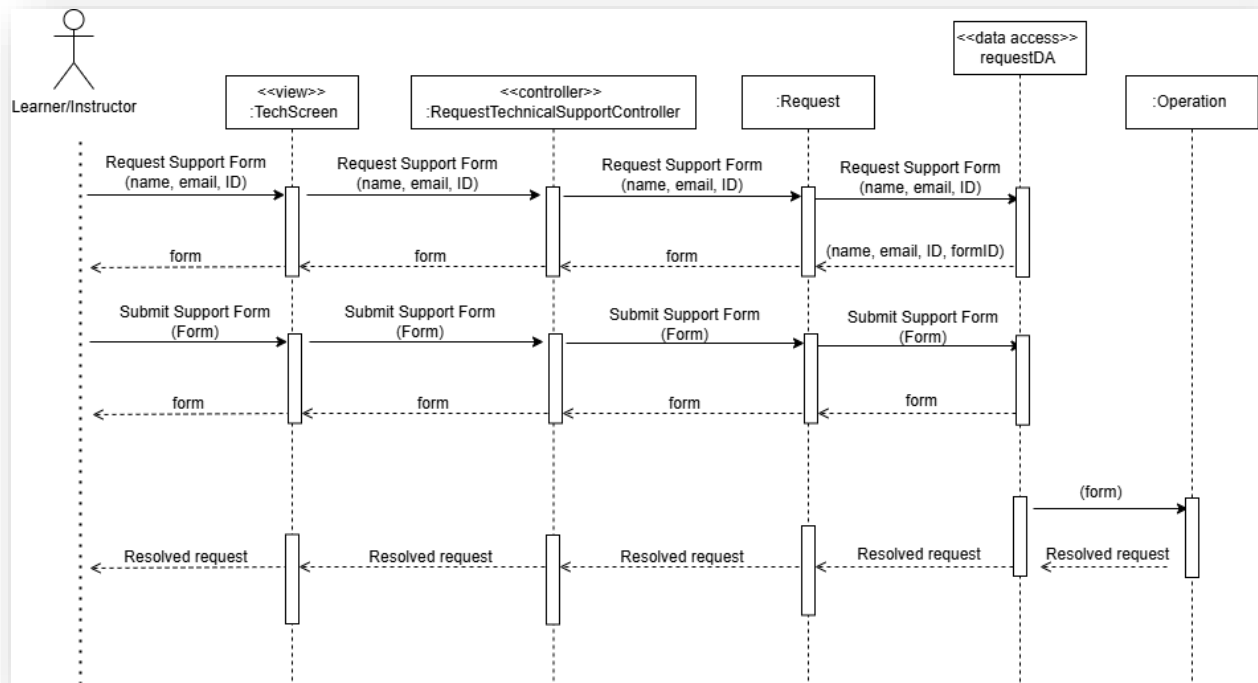 <<data access>>
requestDA
<<view>>
:TechScreen
<<controller>>
:RequestTechnicalSupportController
:Request
:Operation
Learner/Instructor
Request Support Form
(name, email, ID)
Request Support Form
(name, email, ID)
Request Support Form
(name, email, ID)
Request Support Form
(name, email, ID)
form
form
form
(name, email, ID, formID)
Submit Support Form
(Form)
Submit Support Form
(Form)
Submit Support Form
(Form)
Submit Support Form
(Form)
form
form
form
form
(form)
Resolved request
Resolved request
Resolved request
Resolved request
Resolved request